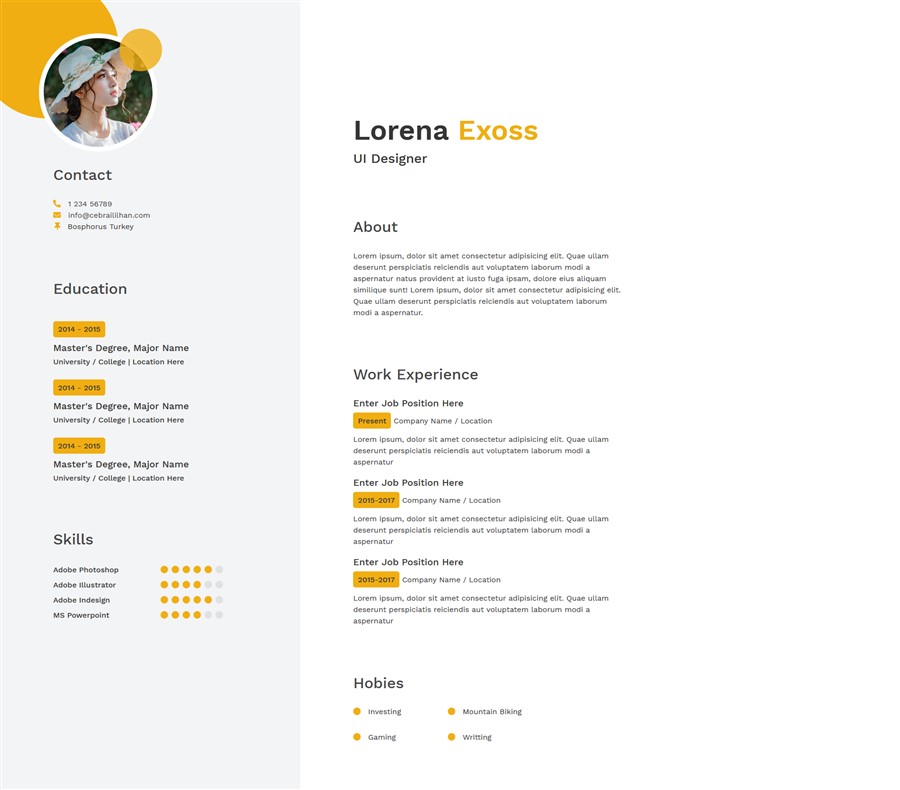 Contact
1 234 56789
info@cebraililhan.com
Bosphorus Turkey
Education
2014 - 2015
Master's Degree, Major Name
University / College | Location Here
2014 - 2015
Master's Degree, Major Name
University / College | Location Here
2014 - 2015
Master's Degree, Major Name
University / College | Location Here
Skills
Adobe Photoshop
Adobe Illustrator
Adobe Indesign
MS Powerpoint
Lorena Exoss
UI Designer
About
Lorem ipsum, dolor sit amet consectetur adipisicing elit. Quae ullam
deserunt perspiciatis reiciendis aut voluptatem laborum modi a
aspernatur natus provident at iusto fuga ipsam, dolore eius aliquam
similique sunt! Lorem ipsum, dolor sit amet consectetur adipisicing elit.
Quae ullam deserunt perspiciatis reiciendis aut voluptatem laborum
modi a aspernatur.
Work Experience
Enter Job Position Here
Present Company Name / Location
Lorem ipsum, dolor sit amet consectetur adipisicing elit. Quae ullam
deserunt perspiciatis reiciendis aut voluptatem laborum modi a
aspernatur
Enter Job Position Here
2015-2017 Company Name / Location
Lorem ipsum, dolor sit amet consectetur adipisicing elit. Quae ullam
deserunt perspiciatis reiciendis aut voluptatem laborum modi a
aspernatur
Enter Job Position Here
2015-2017 Company Name / Location
Lorem ipsum, dolor sit amet consectetur adipisicing elit. Quae ullam
deserunt perspiciatis reiciendis aut voluptatem laborum modi a
aspernatur
Hobies
Investing Mountain Biking
Gaming Writting